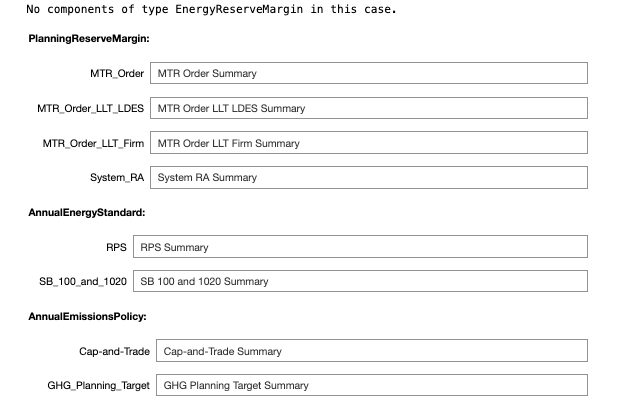 No components of type EnergyReserveMargin in this case.
PlanningReserveMargin:
MTR_Order MTR Order Summary
MTR_Order_LLT_LDES MTR Order LLT LDES Summary
MTR_Order_LLT_Firm MTR Order LLT Firm Summary
System_RA System RA Summary
AnnualEnergyStandard:
RPS RPS Summary
SB_100_and_1020 SB 100 and 1020 Summary
AnnualEmissionsPolicy:
Cap-and-Trade Cap-and-Trade Summary
GHG_Planning_Target GHG Planning Target Summary